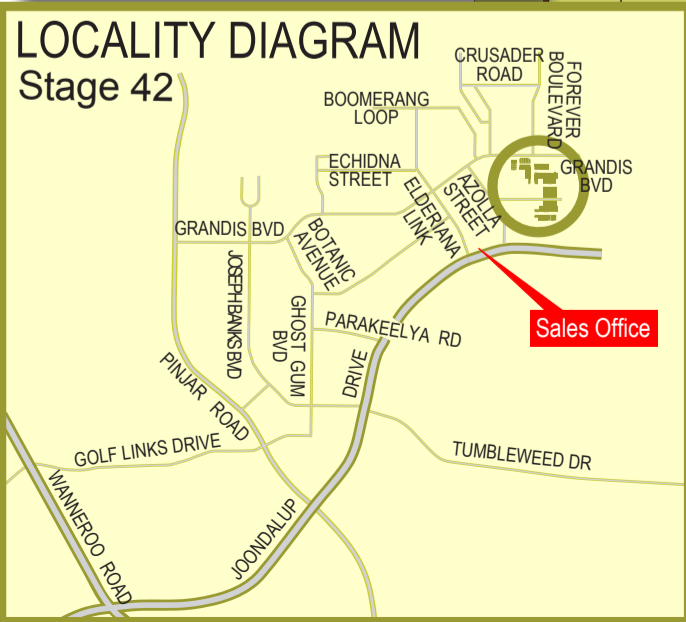 LOCALITY DIAGRAM
Stage 42
CRUSADER
ROAD
FOREVER
BOULEVARD
BOOMERANG
LOOP
ECHIDNA
STREET
GRANDIS
BVD
AZOLLA
STREET
ELDERIANA
LINK
GRANDIS BVD
BOTANIC
AVENUE
JOSEPH BANKS BVD
GHOST GUM
BVD
PARAKEELYA RD
Sales Office
PINJAR ROAD
GOLF LINKS DRIVE
TUMBLEWEED DR
WANNEROO ROAD
JOONDALUP DRIVE